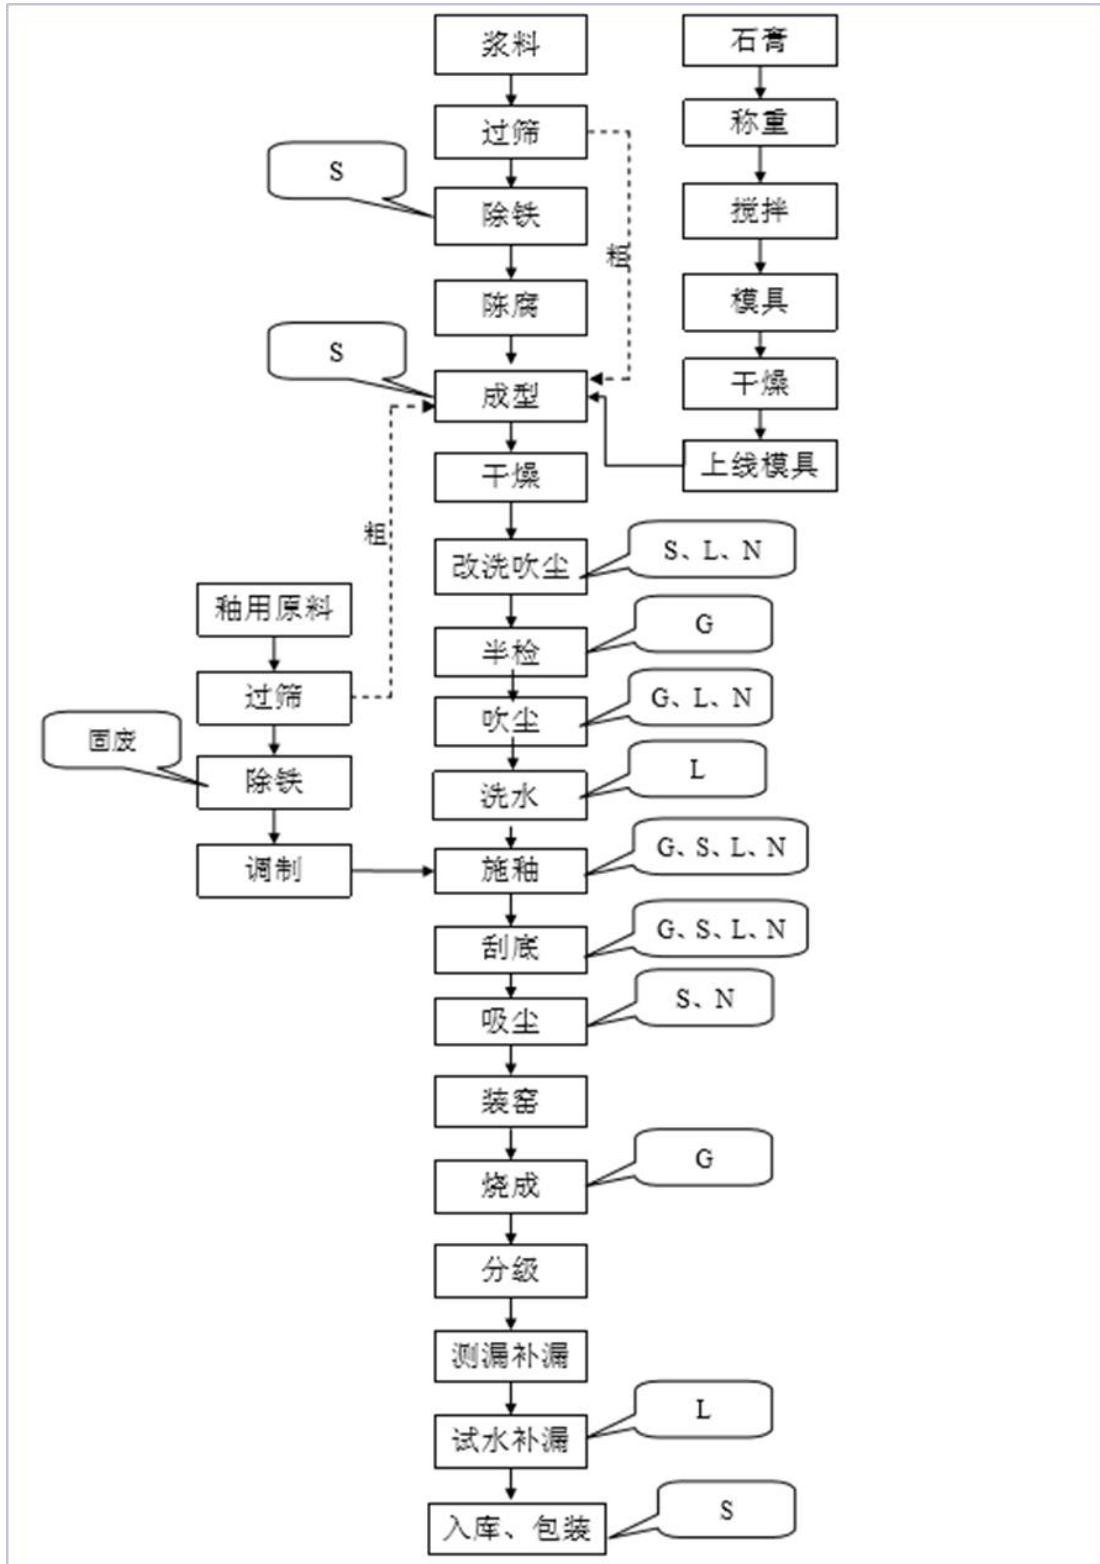 浆料
石膏
过筛
称重
S
除铁
搅拌
粗
陈腐
模具
S
成型
干燥
干燥
上线模具
粗
改洗吹尘
S、L、N
釉用原料
半检
G
过筛
吹尘
G、L、N
固废
除铁
洗水
L
调制
施釉
G、S、L、N
刮底
G、S、L、N
吸尘
S、N
装窑
烧成
G
分级
测漏补漏
试水补漏
L
入库、包装
S